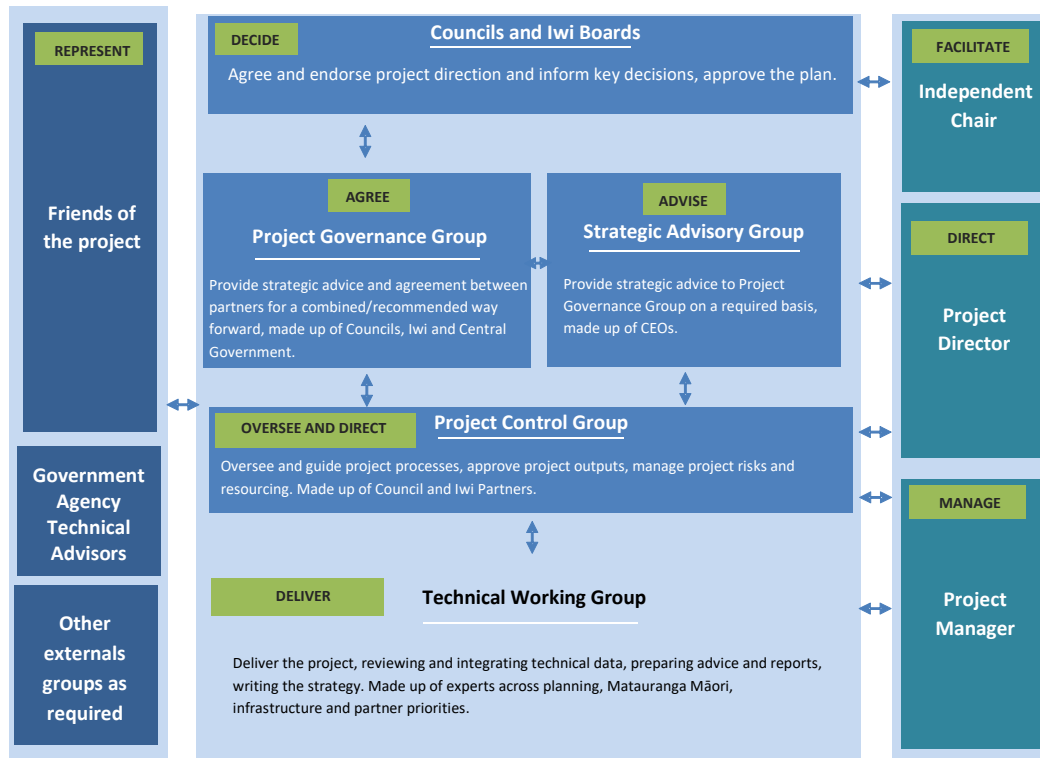 REPRESENT
Friends of
the project
Government
Agency
Technical
Advisors
Other
externals
groups as
required
DECIDE
Councils and Iwi Boards
Agree and endorse project direction and inform key decisions, approve the plan.
AGREE
Project Governance Group
Provide strategic advice and agreement between
partners for a combined/recommended way
forward, made up of Councils, Iwi and Central
Government.
ADVISE
Strategic Advisory Group
Provide strategic advice to Project
Governance Group on a required basis,
made up of CEOs.
OVERSEE AND DIRECT
Project Control Group
Oversee and guide project processes, approve project outputs, manage project risks and
resourcing. Made up of Council and Iwi Partners.
DELIVER
Technical Working Group
Deliver the project, reviewing and integrating technical data, preparing advice and reports,
writing the strategy. Made up of experts across planning, Matauranga Māori,
infrastructure and partner priorities.
FACILITATE
Independent
Chair
DIRECT
Project
Director
MANAGE
Project
Manager